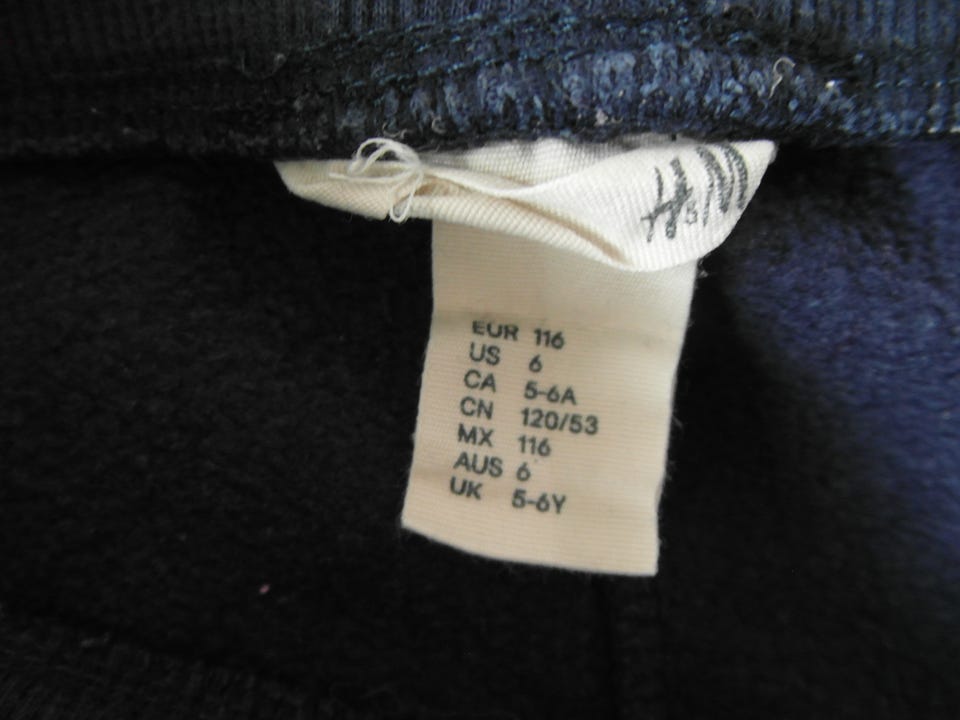 H&M
EUR 116
US 6
CA 5-6A
CN 120/53
MX 116
AUS 6
UK 5-6Y